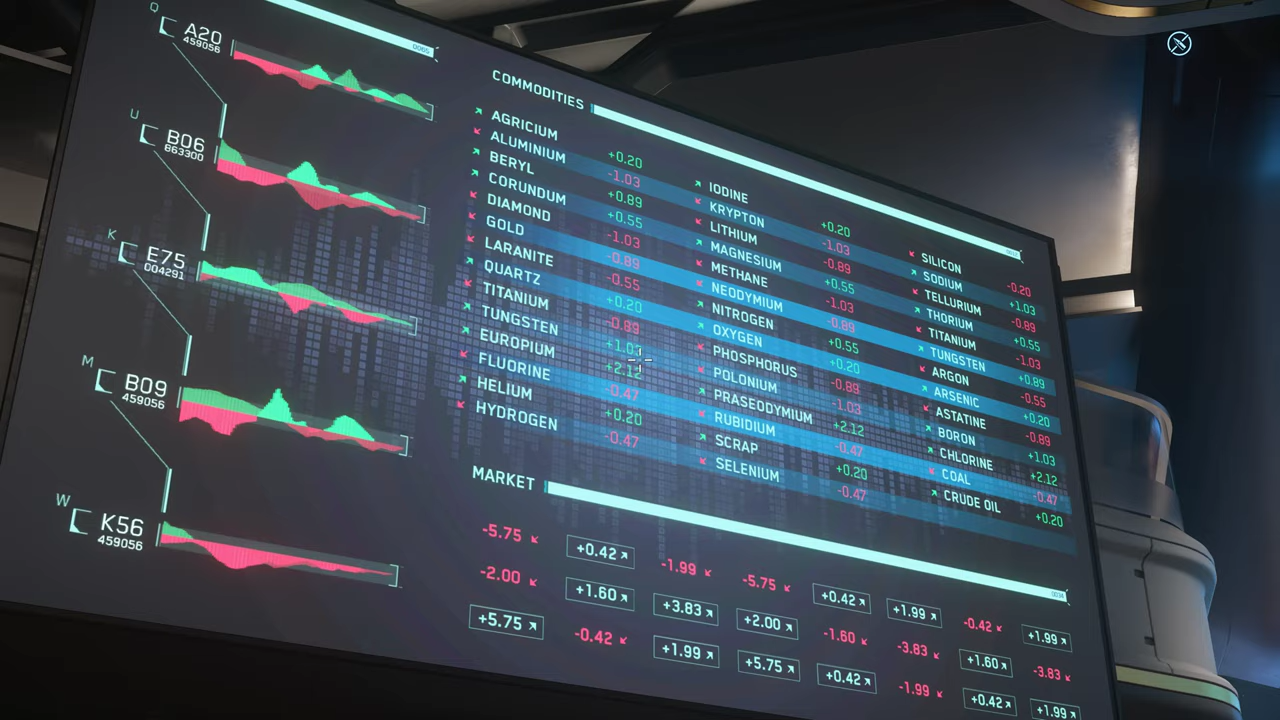 Q
A20
459056
U
B06
863300
K
E75
004291
M
B09
459056
W
K56
459056
COMMODITIES
AGRICIUM +0.20
ALUMINIUM -1.03
BERYL +0.89
CORUNDUM +0.55
DIAMOND -1.03
GOLD -0.89
LARANITE -0.55
QUARTZ +0.20
TITANIUM -0.89
TUNGSTEN +1.03
EUROPIUM +2.12
FLUORINE -0.47
HELIUM +0.20
HYDROGEN -0.47
IODINE +0.20
KRYPTON -1.03
LITHIUM -0.89
MAGNESIUM +0.55
METHANE -1.03
NEODYMIUM -0.89
NITROGEN +0.55
OXYGEN +0.20
PHOSPHORUS -0.89
POLONIUM -1.03
PRASEODYMIUM +2.12
RUBIDIUM -0.47
SCRAP +0.20
SELENIUM -0.47
SILICON -0.20
SODIUM +1.03
TELLURIUM -0.89
THORIUM +0.55
TITANIUM -1.03
TUNGSTEN +0.89
ARGON -0.55
ARSENIC +0.20
ASTATINE -0.89
BORON +1.03
CHLORINE +2.12
COAL -0.47
CRUDE OIL +0.20
MARKET
-5.75 +0.42 -1.99 -5.75 +0.42 +1.99 -0.42 +1.99
-2.00 +1.60 +3.83 +2.00 -1.60 -3.83 +1.60 -3.83
+5.75 -0.42 +1.99 +5.75 +0.42 -1.99 +0.42 +1.99